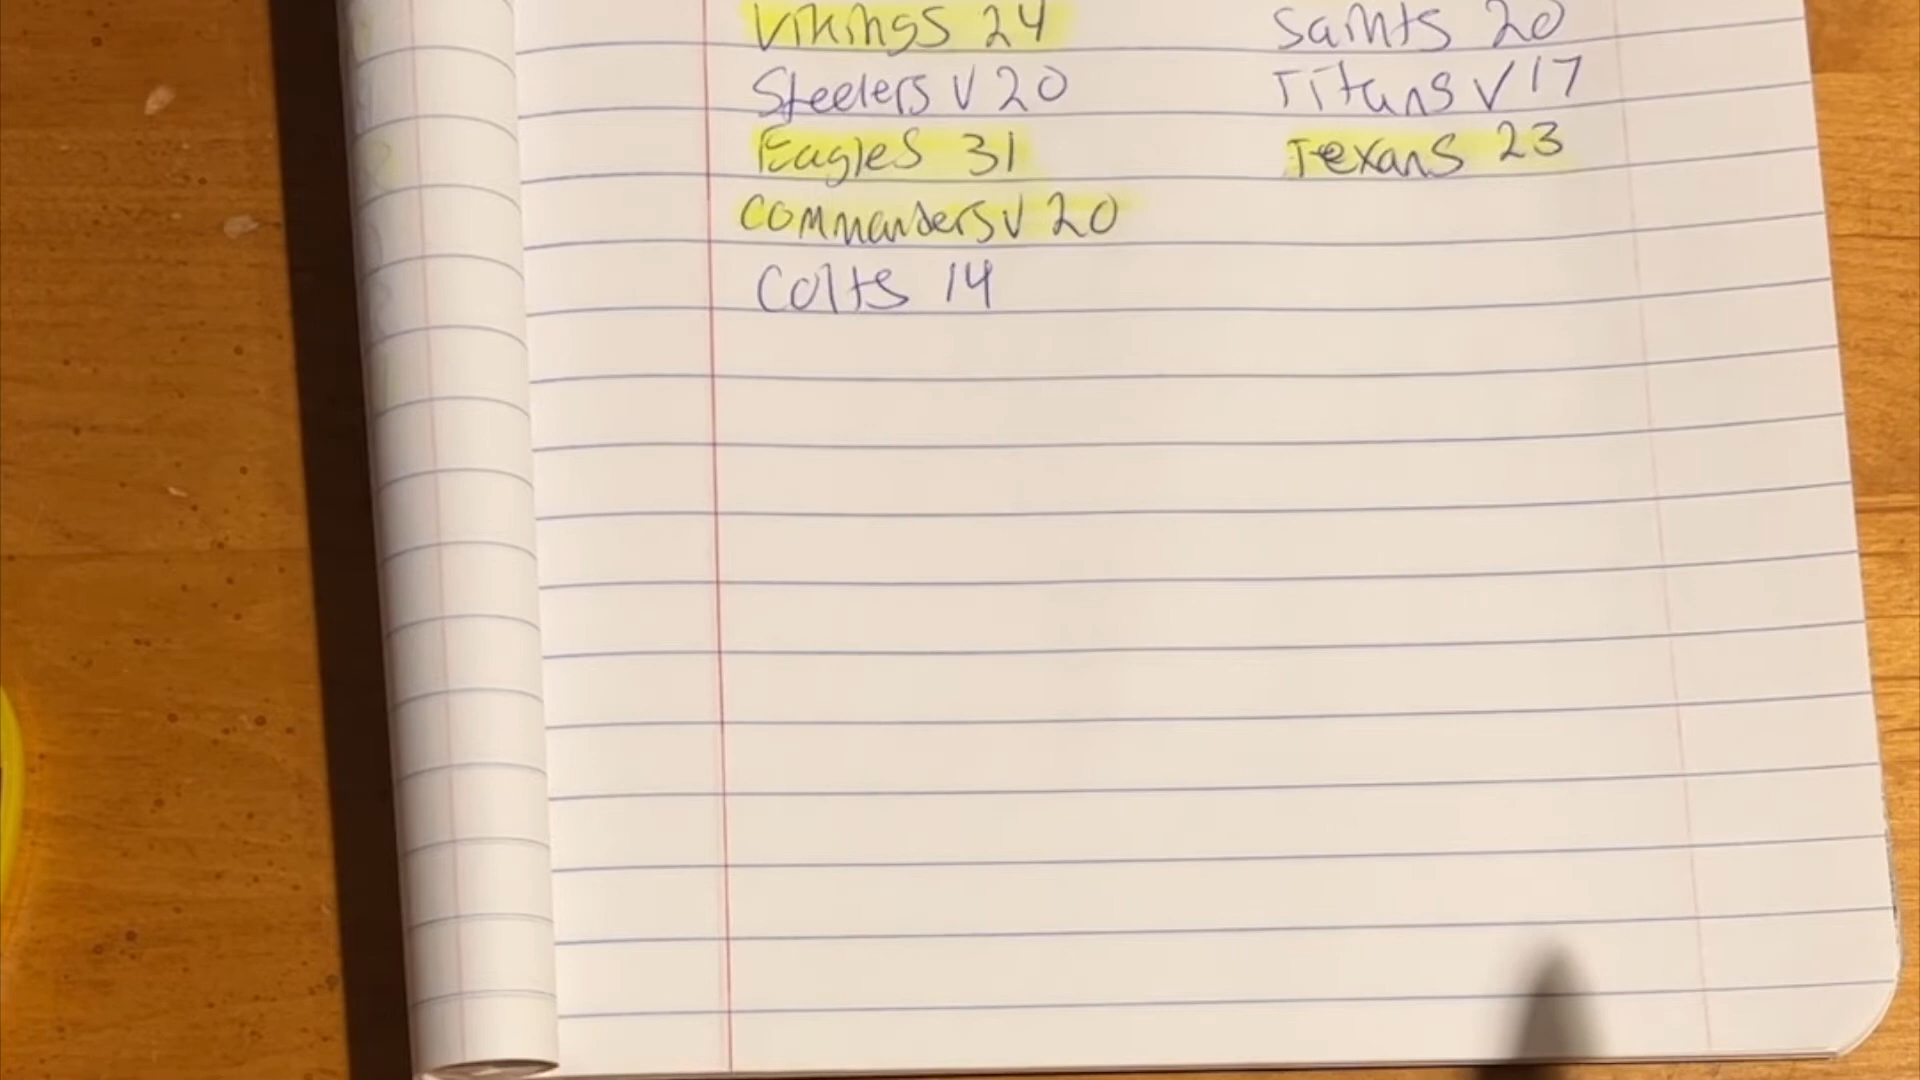 Vikings 24 Saints 20
Steelers V 20 Titans V 17
Eagles 31 Texans 23
Commanders V 20
Colts 14